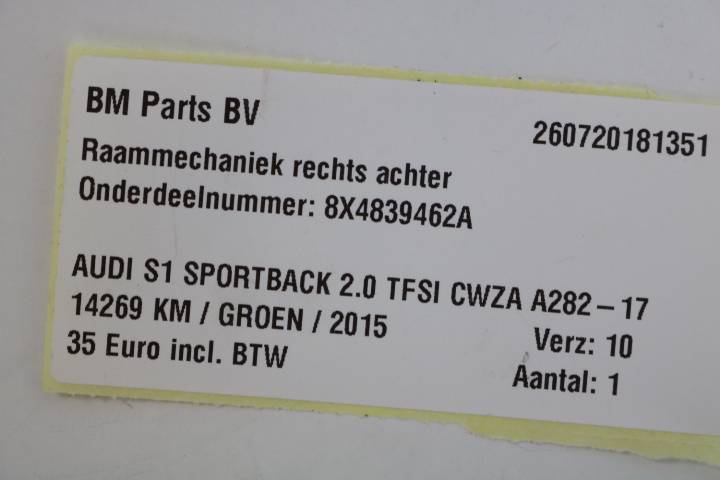 BM Parts BV
260720181351
Raammechaniek rechts achter
Onderdeelnummer: 8X4839462A
AUDI S1 SPORTBACK 2.0 TFSI CWZA A282-17
14269 KM / GROEN / 2015
Verz: 10
35 Euro incl. BTW
Aantal: 1